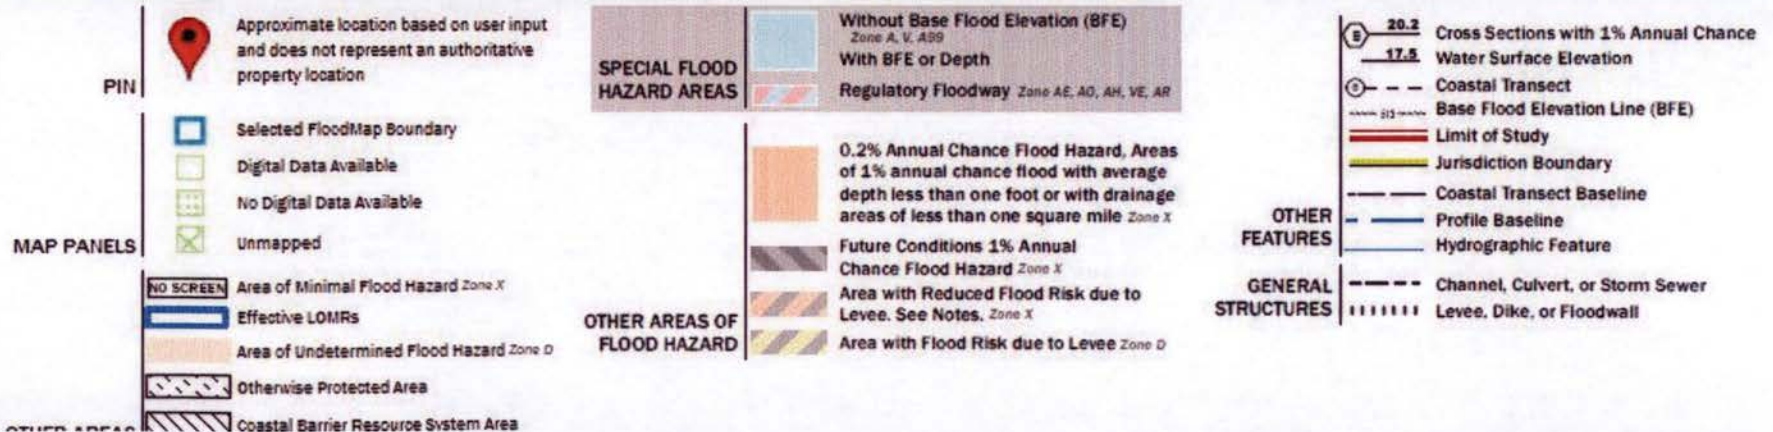 PIN
Approximate location based on user input
and does not represent an authoritative
property location
MAP PANELS
Selected FloodMap Boundary
Digital Data Available
No Digital Data Available
Unmapped
OTHER AREAS
NO SCREEN Area of Minimal Flood Hazard Zone X
Effective LOMRs
Area of Undetermined Flood Hazard Zone D
Otherwise Protected Area
Coastal Barrier Resource System Area
SPECIAL FLOOD
HAZARD AREAS
Without Base Flood Elevation (BFE)
Zone A, V, A99
With BFE or Depth
Regulatory Floodway Zone AE, AO, AH, VE, AR
OTHER AREAS OF
FLOOD HAZARD
0.2% Annual Chance Flood Hazard, Areas
of 1% annual chance flood with average
depth less than one foot or with drainage
areas of less than one square mile Zone X
Future Conditions 1% Annual
Chance Flood Hazard Zone X
Area with Reduced Flood Risk due to
Levee. See Notes. Zone X
Area with Flood Risk due to Levee Zone D
OTHER
FEATURES
B 20.2 Cross Sections with 1% Annual Chance
17.5 Water Surface Elevation
Coastal Transect
513 Base Flood Elevation Line (BFE)
Limit of Study
Jurisdiction Boundary
Coastal Transect Baseline
Profile Baseline
Hydrographic Feature
GENERAL
STRUCTURES
Channel, Culvert, or Storm Sewer
Levee, Dike, or Floodwall